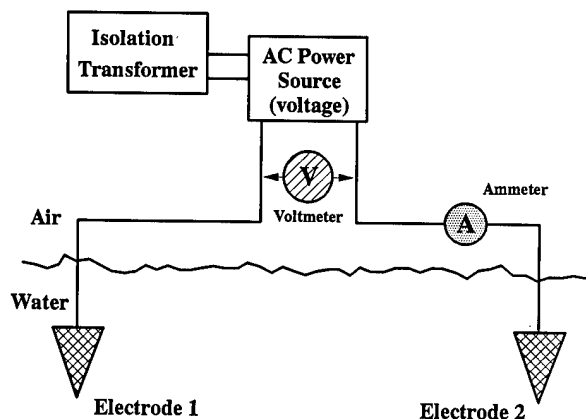 Isolation
Transformer
AC Power
Source
(voltage)
V
Voltmeter
Ammeter
A
Air
Water
Electrode 1
Electrode 2